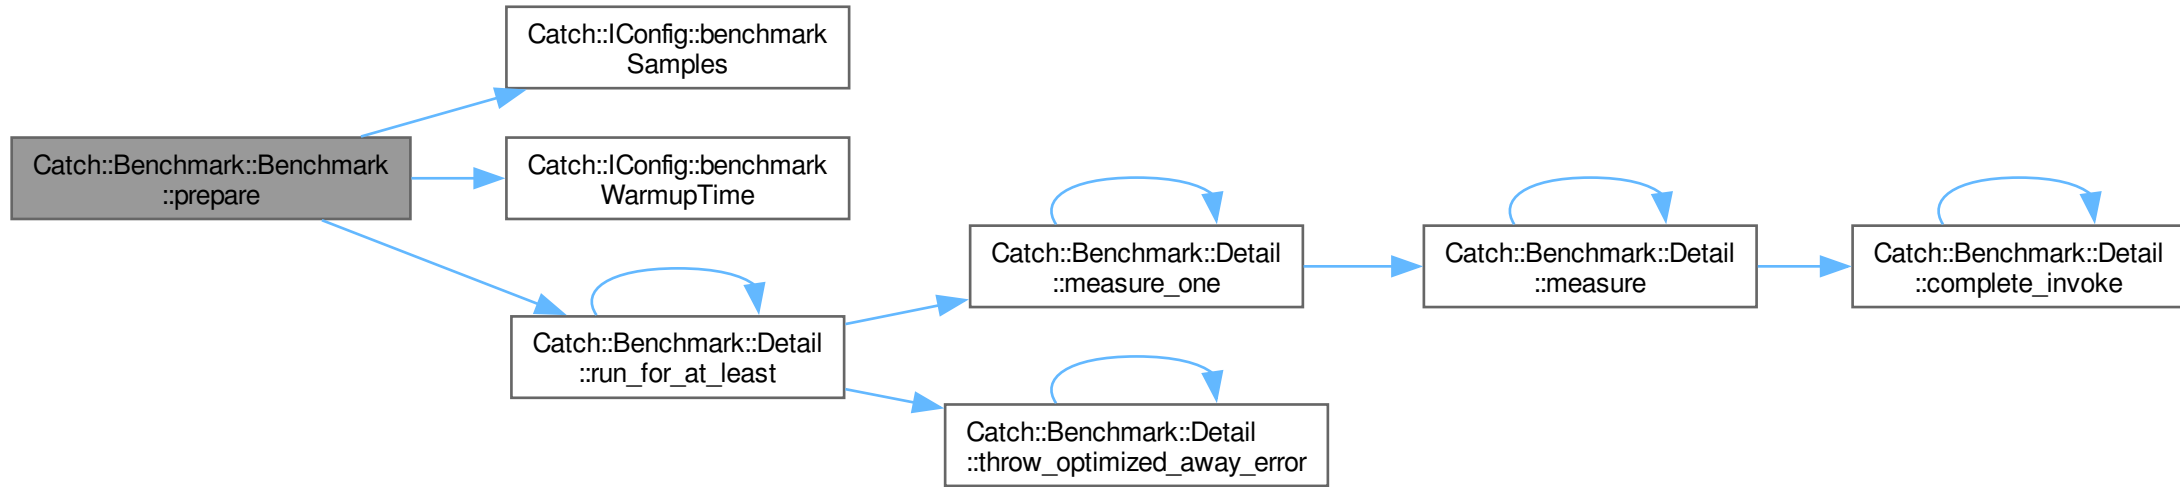 Catch::IConfig::benchmark
Samples
Catch::Benchmark::Benchmark
::prepare
Catch::IConfig::benchmark
WarmupTime
Catch::Benchmark::Detail
::run_for_at_least
Catch::Benchmark::Detail
::measure_one
Catch::Benchmark::Detail
::measure
Catch::Benchmark::Detail
::complete_invoke
Catch::Benchmark::Detail
::throw_optimized_away_error